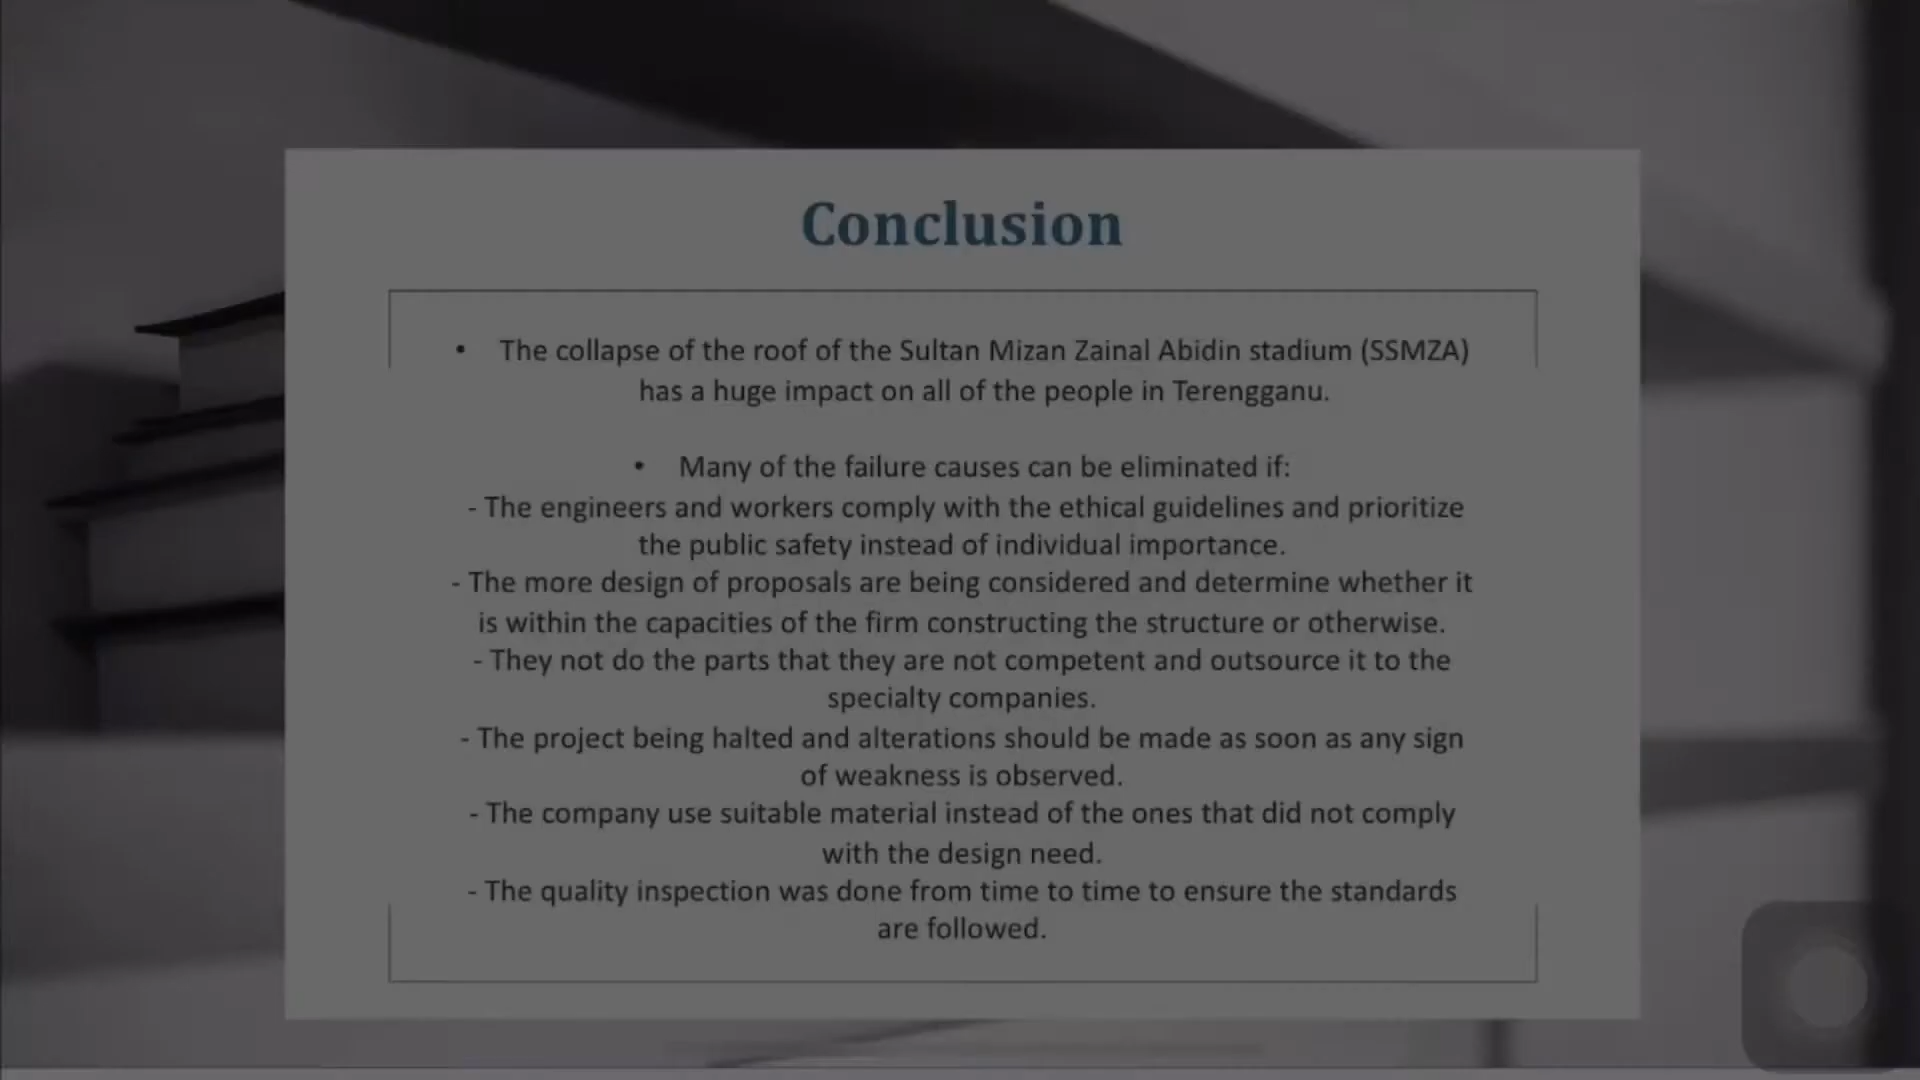 Conclusion
• The collapse of the roof of the Sultan Mizan Zainal Abidin stadium (SSMZA)
has a huge impact on all of the people in Terengganu.
• Many of the failure causes can be eliminated if:
- The engineers and workers comply with the ethical guidelines and prioritize
the public safety instead of individual importance.
- The more design of proposals are being considered and determine whether it
is within the capacities of the firm constructing the structure or otherwise.
- They not do the parts that they are not competent and outsource it to the
specialty companies.
- The project being halted and alterations should be made as soon as any sign
of weakness is observed.
- The company use suitable material instead of the ones that did not comply
with the design need.
- The quality inspection was done from time to time to ensure the standards
are followed.